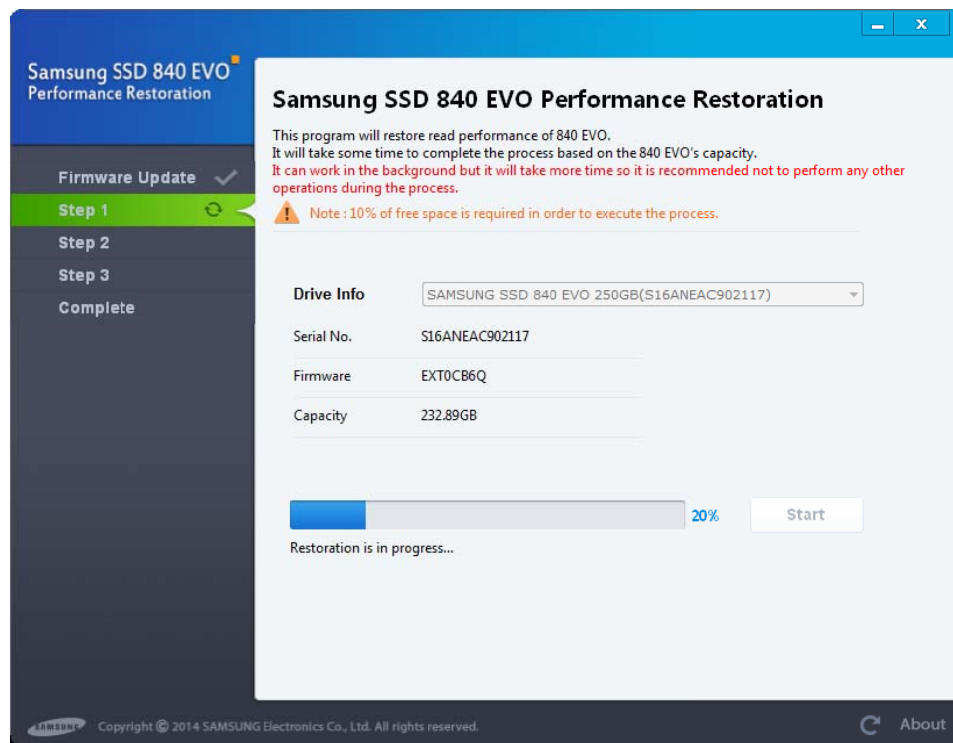 Samsung SSD 840 EVO
Performance Restoration
Firmware Update
Step 1
Step 2
Step 3
Complete
Samsung SSD 840 EVO Performance Restoration
This program will restore read performance of 840 EVO.
It will take some time to complete the process based on the 840 EVO's capacity.
It can work in the background but it will take more time so it is recommended not to perform any other
operations during the process.
Note : 10% of free space is required in order to execute the process.
Drive Info SAMSUNG SSD 840 EVO 250GB(S16ANEAC902117)
Serial No. S16ANEAC902117
Firmware EXT0CB6Q
Capacity 232.89GB
20% Start
Restoration is in progress...
SAMSUNG Copyright © 2014 SAMSUNG Electronics Co., Ltd. All rights reserved. About